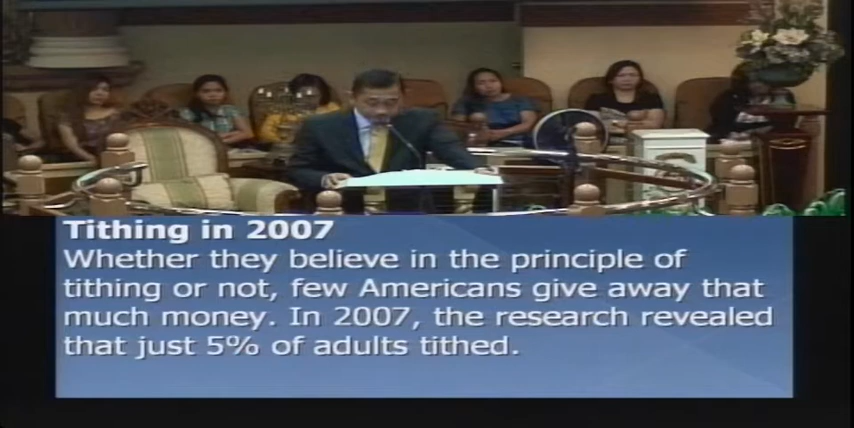 Tithing in 2007
Whether they believe in the principle of
tithing or not, few Americans give away that
much money. In 2007, the research revealed
that just 5% of adults tithed.